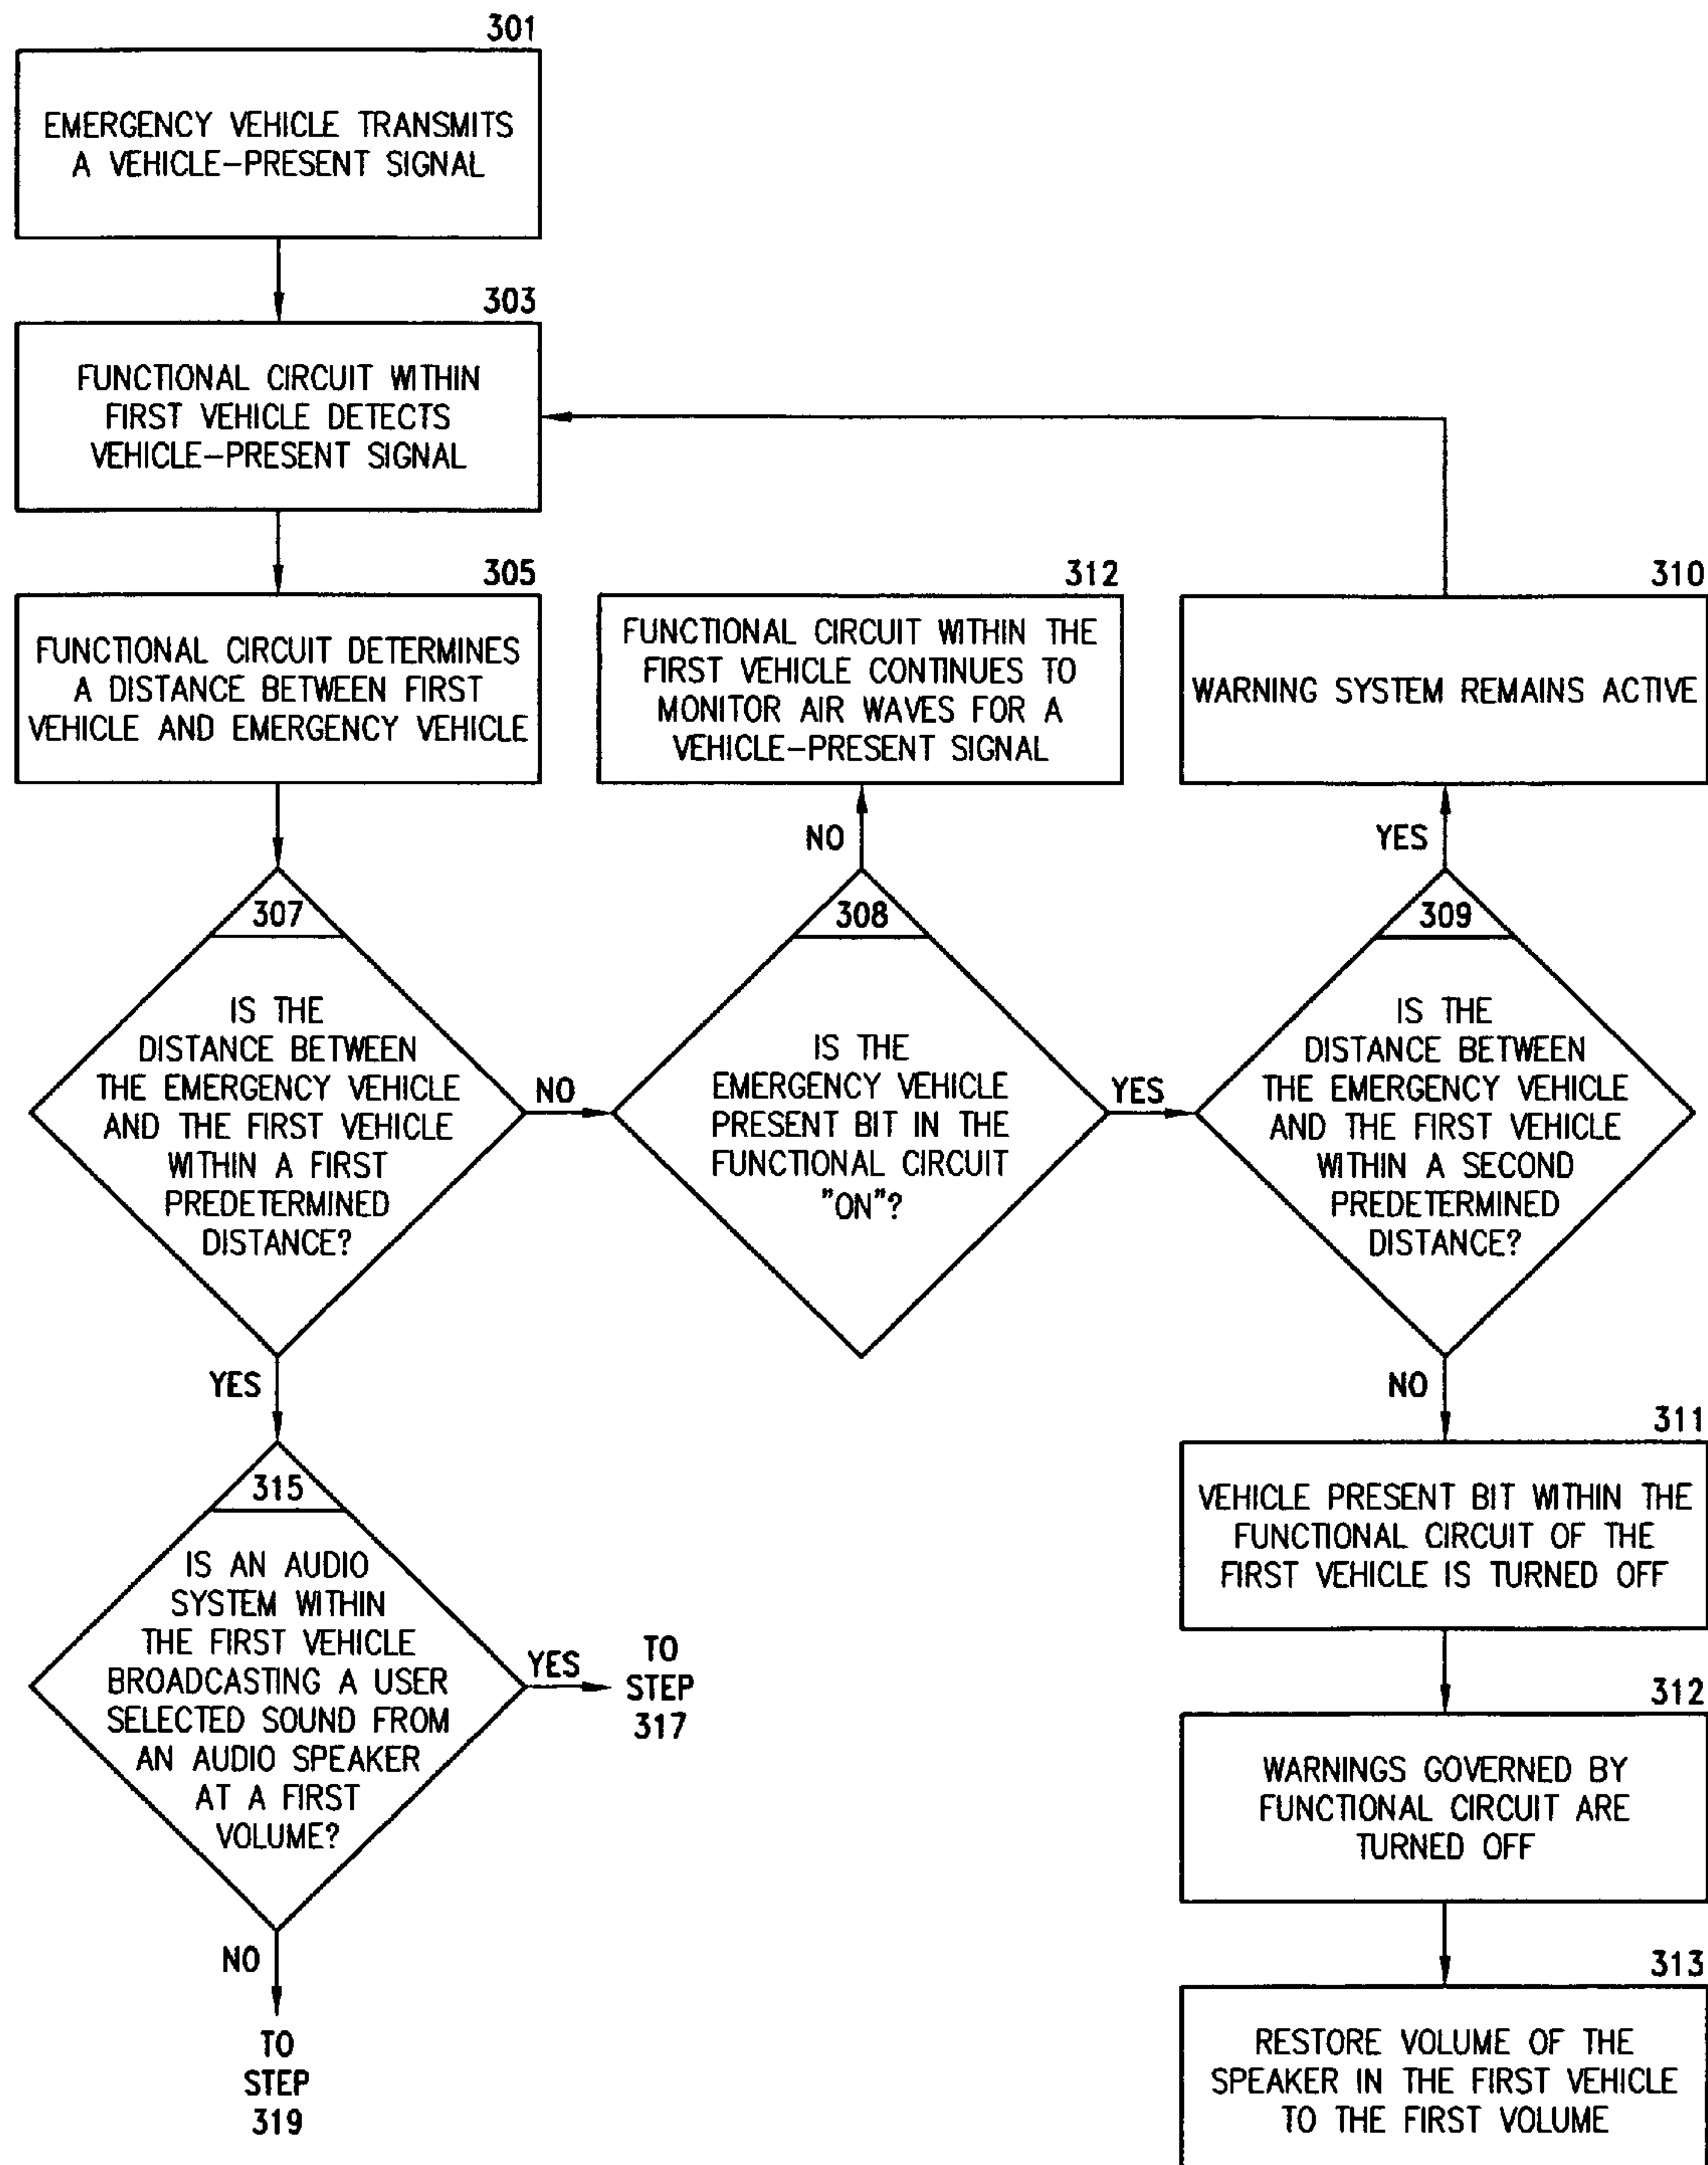 301
EMERGENCY VEHICLE TRANSMITS
A VEHICLE-PRESENT SIGNAL
303
FUNCTIONAL CIRCUIT WITHIN
FIRST VEHICLE DETECTS
VEHICLE-PRESENT SIGNAL
305
FUNCTIONAL CIRCUIT DETERMINES
A DISTANCE BETWEEN FIRST
VEHICLE AND EMERGENCY VEHICLE
312
FUNCTIONAL CIRCUIT WITHIN THE
FIRST VEHICLE CONTINUES TO
MONITOR AIR WAVES FOR A
VEHICLE-PRESENT SIGNAL
310
WARNING SYSTEM REMAINS ACTIVE
NO
YES
307
IS THE
DISTANCE BETWEEN
THE EMERGENCY VEHICLE
AND THE FIRST VEHICLE
WITHIN A FIRST
PREDETERMINED
DISTANCE?
NO
308
IS THE
EMERGENCY VEHICLE
PRESENT BIT IN THE
FUNCTIONAL CIRCUIT
"ON"?
YES
309
IS THE
DISTANCE BETWEEN
THE EMERGENCY VEHICLE
AND THE FIRST VEHICLE
WITHIN A SECOND
PREDETERMINED
DISTANCE?
YES
NO
315
IS AN AUDIO
SYSTEM WITHIN
THE FIRST VEHICLE
BROADCASTING A USER
SELECTED SOUND FROM
AN AUDIO SPEAKER
AT A FIRST
VOLUME?
YES
TO
STEP
317
NO
TO
STEP
319
311
VEHICLE PRESENT BIT WITHIN THE
FUNCTIONAL CIRCUIT OF THE
FIRST VEHICLE IS TURNED OFF
312
WARNINGS GOVERNED BY
FUNCTIONAL CIRCUIT ARE
TURNED OFF
313
RESTORE VOLUME OF THE
SPEAKER IN THE FIRST VEHICLE
TO THE FIRST VOLUME